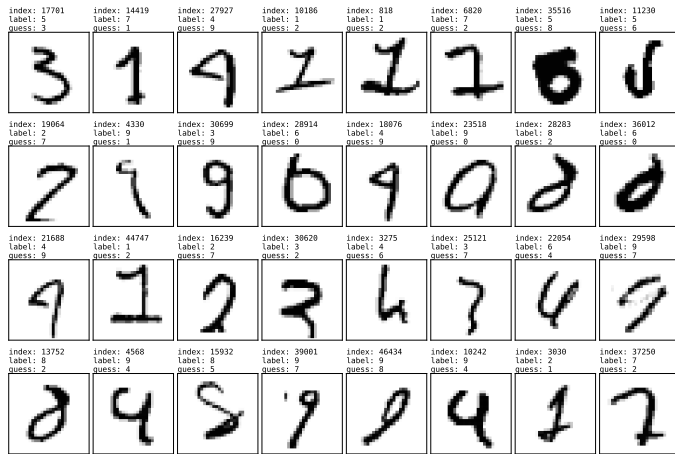 index: 17701 index: 14419 index: 27927 index: 10186 index: 818 index: 6820 index: 35516 index: 11230
label: 5 label: 7 label: 4 label: 1 label: 1 label: 7 label: 5 label: 5
guess: 3 guess: 1 guess: 9 guess: 2 guess: 2 guess: 2 guess: 8 guess: 6
index: 19064 index: 4330 index: 30699 index: 28914 index: 18076 index: 23518 index: 28283 index: 36012
label: 2 label: 9 label: 3 label: 6 label: 4 label: 9 label: 8 label: 6
guess: 7 guess: 1 guess: 9 guess: 0 guess: 9 guess: 0 guess: 2 guess: 0
index: 21688 index: 44747 index: 16239 index: 30620 index: 3275 index: 25121 index: 22054 index: 29598
label: 4 label: 1 label: 2 label: 3 label: 4 label: 3 label: 6 label: 9
guess: 9 guess: 2 guess: 7 guess: 2 guess: 6 guess: 7 guess: 4 guess: 7
index: 13752 index: 4568 index: 15932 index: 39001 index: 46434 index: 10242 index: 3030 index: 37250
label: 8 label: 9 label: 8 label: 9 label: 9 label: 9 label: 2 label: 7
guess: 2 guess: 4 guess: 5 guess: 7 guess: 8 guess: 4 guess: 1 guess: 2